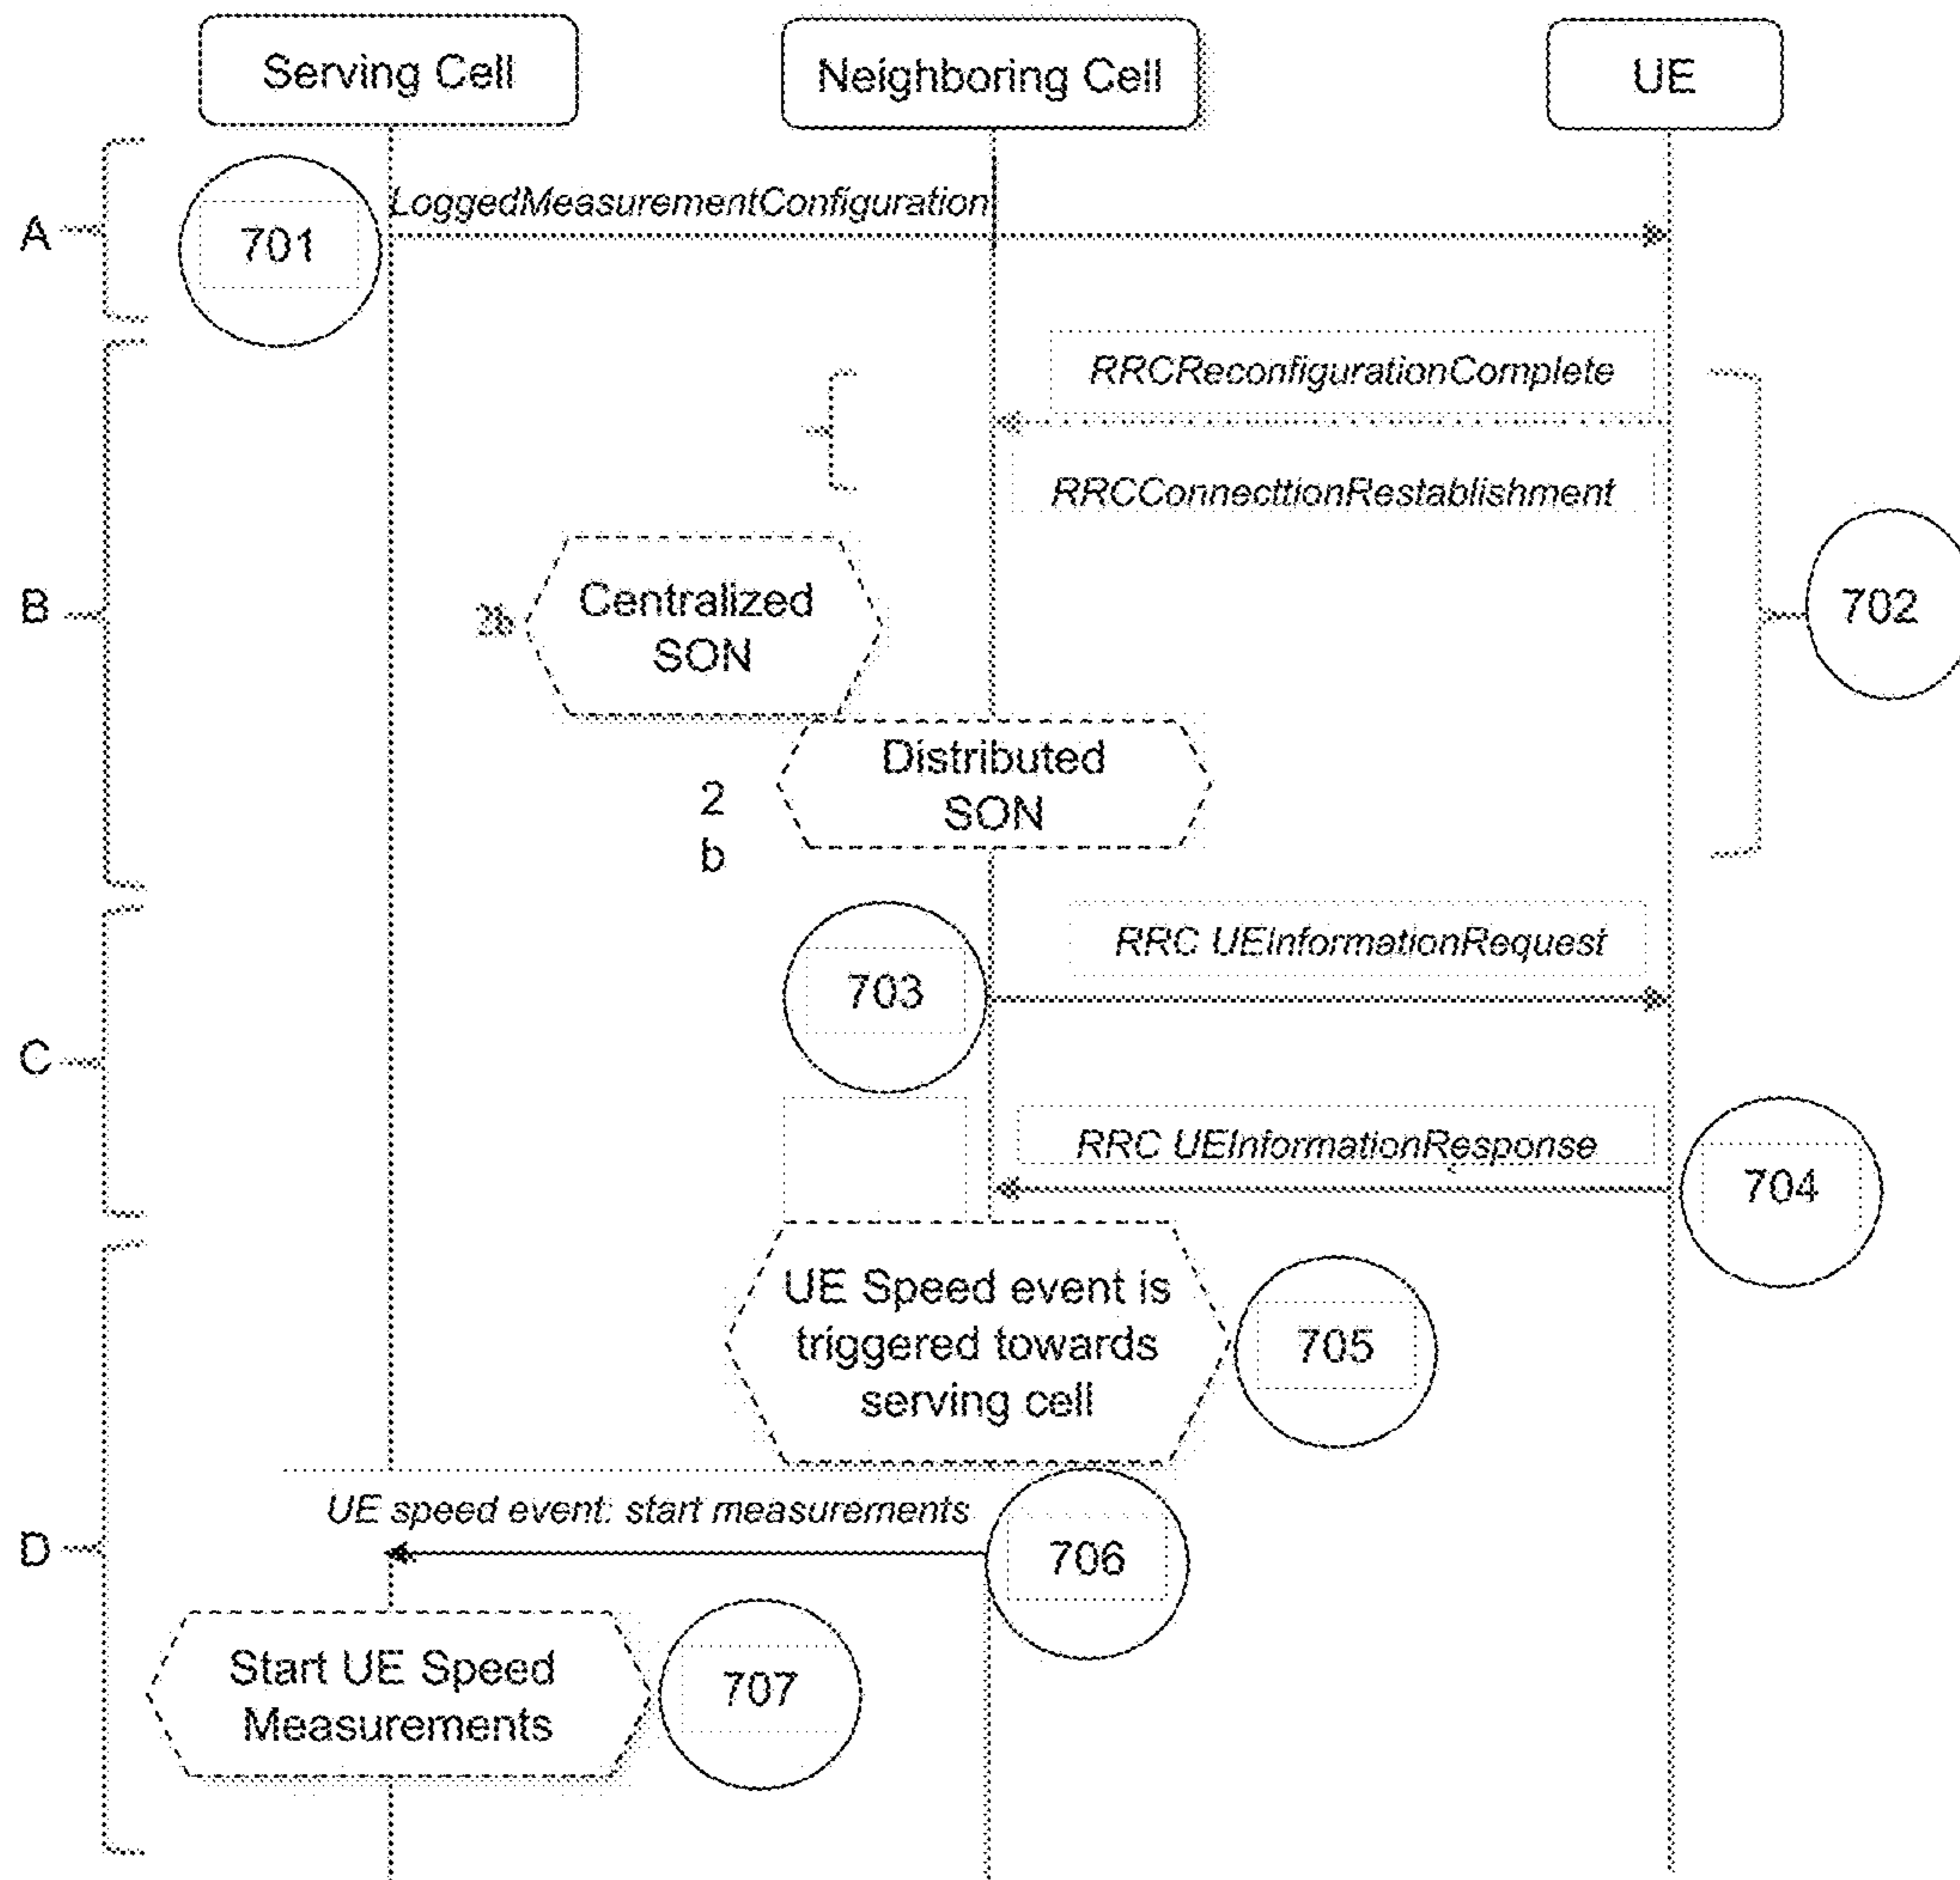 Serving Cell
Neighboring Cell
UE
A
701
LoggedMeasurementConfiguration
B
RRCReconfigurationComplete
RRCConnecttionRestablishment
702
2b
Centralized
SON
2
b
Distributed
SON
C
703
RRC UEInformationRequest
RRC UEInformationResponse
704
D
UE Speed event is
triggered towards
serving cell
705
UE speed event: start measurements
706
Start UE Speed
Measurements
707